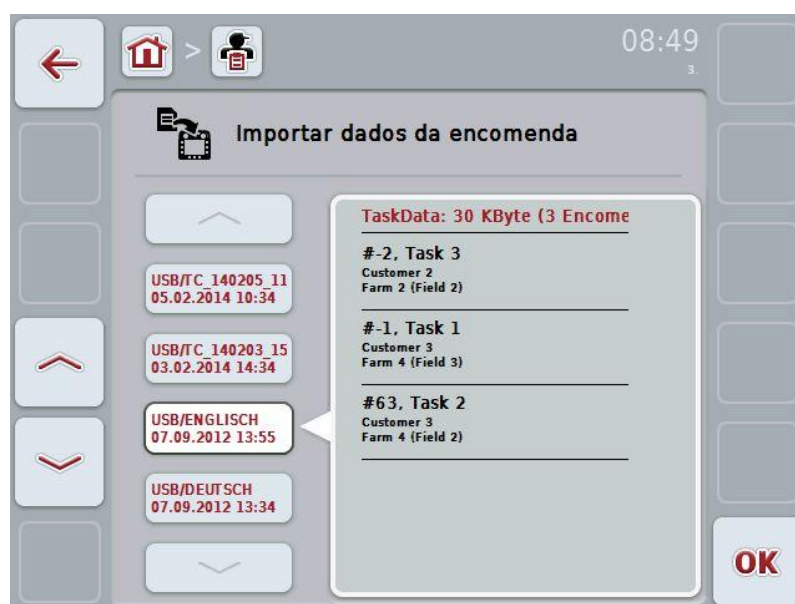 >
08:49
3.
Importar dados da encomenda
USB/TC_140205_11
05.02.2014 10:34
USB/TC_140203_15
03.02.2014 14:34
USB/ENGLISCH
07.09.2012 13:55
USB/DEUTSCH
07.09.2012 13:34
TaskData: 30 KByte (3 Encome
#-2, Task 3
Customer 2
Farm 2 (Field 2)
#-1, Task 1
Customer 3
Farm 4 (Field 3)
#63, Task 2
Customer 3
Farm 4 (Field 2)
OK